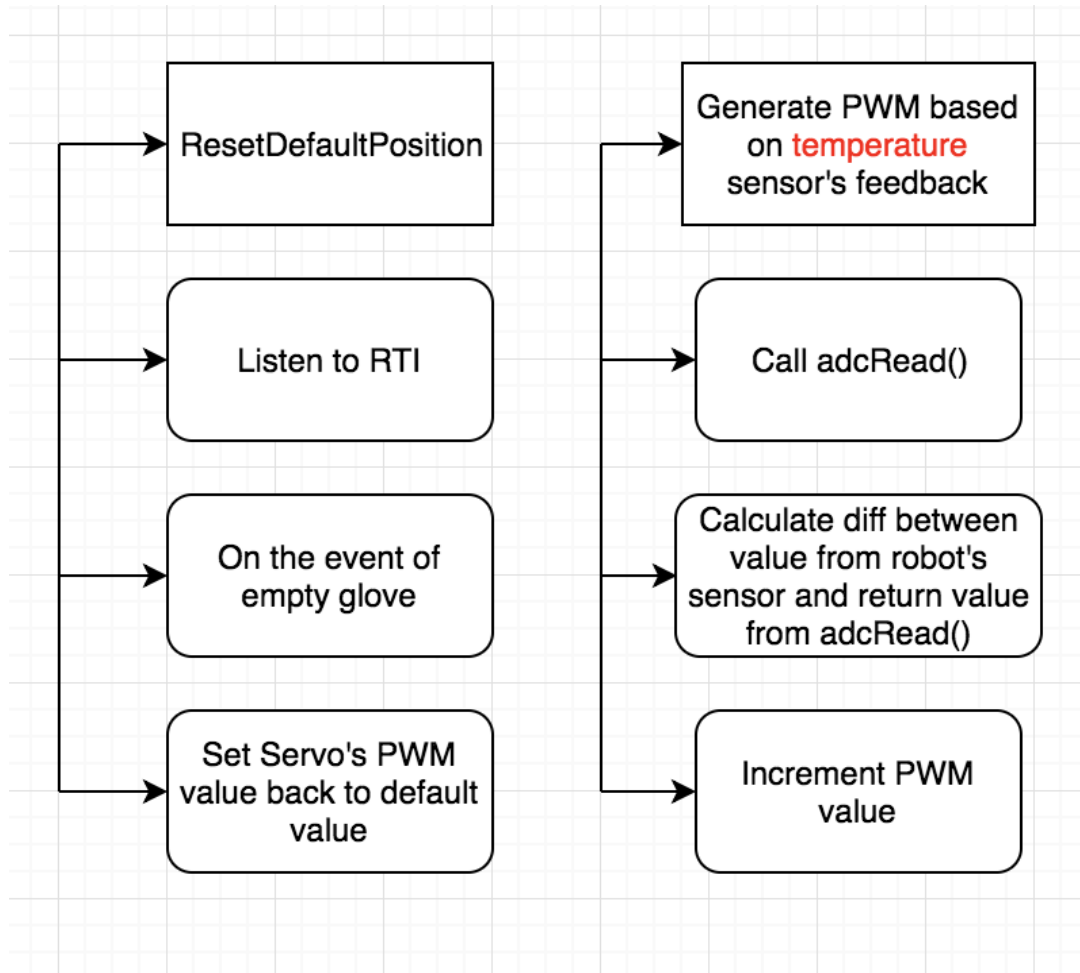 ResetDefaultPosition
Listen to RTI
On the event of
empty glove
Set Servo's PWM
value back to default
value
Generate PWM based
on temperature
sensor's feedback
Call adcRead()
Calculate diff between
value from robot's
sensor and return value
from adcRead()
Increment PWM
value